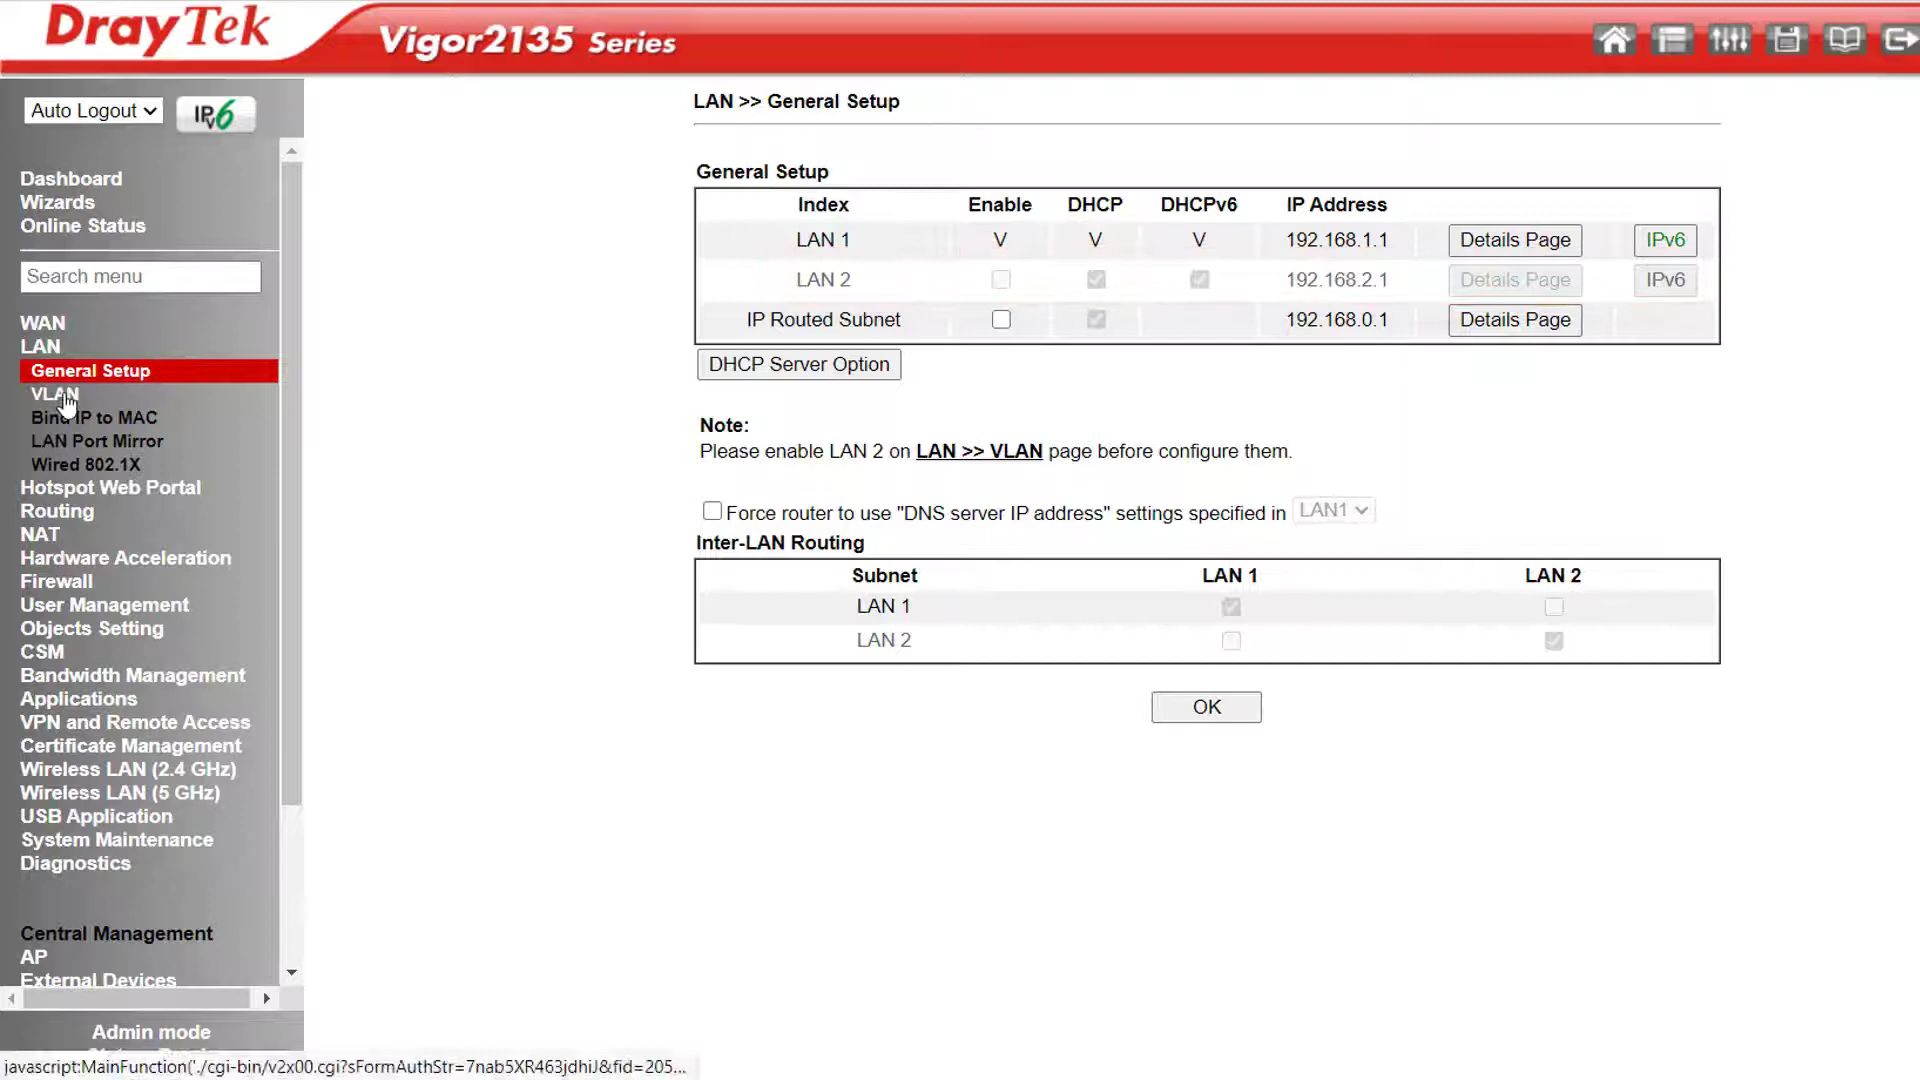 DrayTek
Vigor2135 Series
Auto Logout
IPv6
Dashboard
Wizards
Online Status
Search menu
WAN
LAN
General Setup
VLAN
Bind IP to MAC
LAN Port Mirror
Wired 802.1X
Hotspot Web Portal
Routing
NAT
Hardware Acceleration
Firewall
User Management
Objects Setting
CSM
Bandwidth Management
Applications
VPN and Remote Access
Certificate Management
Wireless LAN (2.4 GHz)
Wireless LAN (5 GHz)
USB Application
System Maintenance
Diagnostics
Central Management
AP
External Devices
Admin mode
LAN >> General Setup
General Setup
Index Enable DHCP DHCPv6 IP Address
LAN 1 V V V 192.168.1.1 Details Page IPv6
LAN 2 192.168.2.1 Details Page IPv6
IP Routed Subnet 192.168.0.1 Details Page
DHCP Server Option
Note:
Please enable LAN 2 on LAN >> VLAN page before configure them.
Force router to use "DNS server IP address" settings specified in LAN1
Inter-LAN Routing
Subnet LAN 1 LAN 2
LAN 1
LAN 2
OK
javascript:MainFunction('./cgi-bin/v2x00.cgi?sFormAuthStr=7nab5XR463jdhiJ&fid=205...